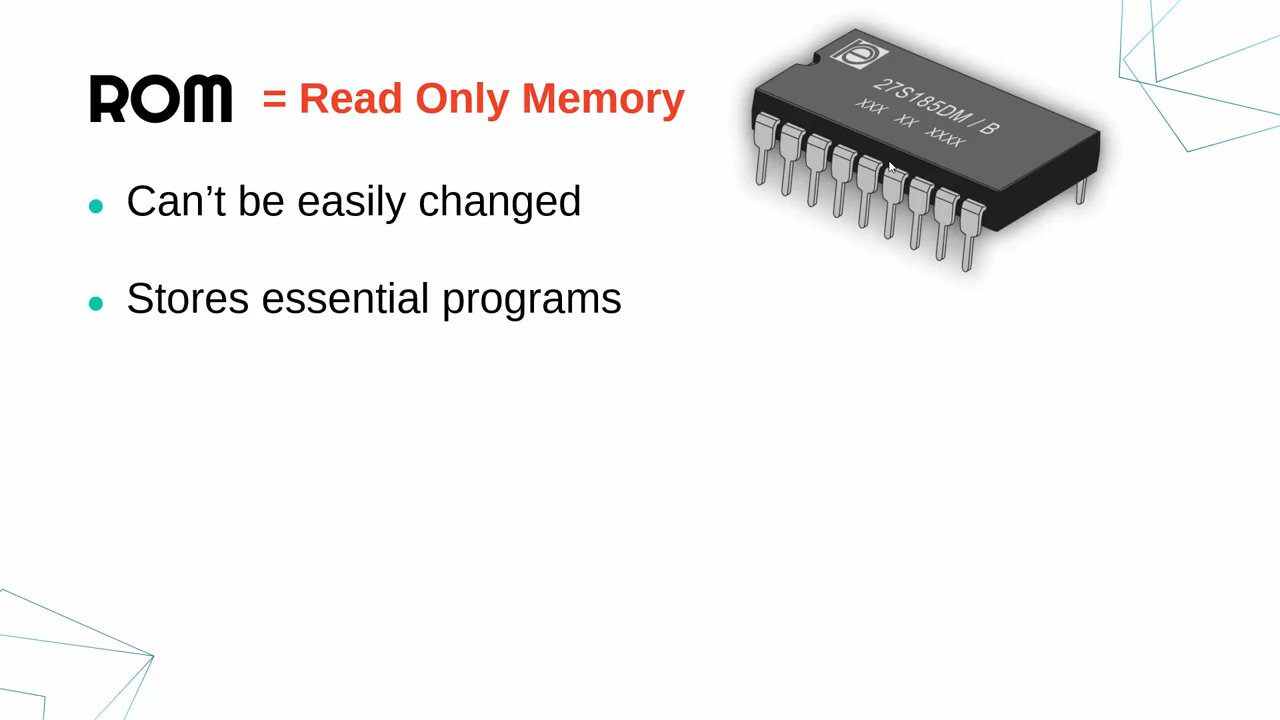 ROM = Read Only Memory
27S185DM / B
XXX XX XXXX
Can’t be easily changed
Stores essential programs